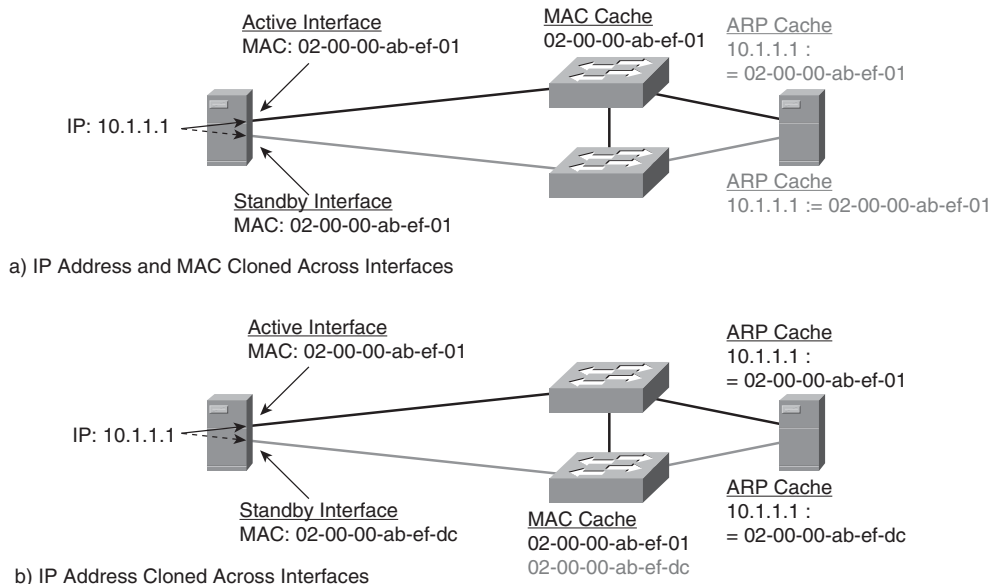 Active Interface
MAC: 02-00-00-ab-ef-01
MAC Cache
02-00-00-ab-ef-01
ARP Cache
10.1.1.1 :
= 02-00-00-ab-ef-01
IP: 10.1.1.1
Standby Interface
MAC: 02-00-00-ab-ef-01
ARP Cache
10.1.1.1 := 02-00-00-ab-ef-01
a) IP Address and MAC Cloned Across Interfaces
Active Interface
MAC: 02-00-00-ab-ef-01
ARP Cache
10.1.1.1 :
= 02-00-00-ab-ef-01
IP: 10.1.1.1
Standby Interface
MAC: 02-00-00-ab-ef-dc
MAC Cache
02-00-00-ab-ef-01
02-00-00-ab-ef-dc
ARP Cache
10.1.1.1 :
= 02-00-00-ab-ef-dc
b) IP Address Cloned Across Interfaces